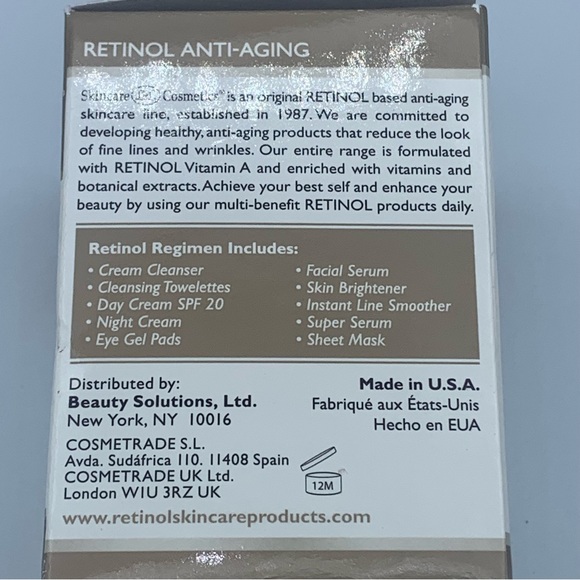 RETINOL ANTI-AGING
Skincare LdeL Cosmetics® is an original RETINOL based anti-aging
skincare line, established in 1987. We are committed to
developing healthy, anti-aging products that reduce the look
of fine lines and wrinkles. Our entire range is formulated
with RETINOL Vitamin A and enriched with vitamins and
botanical extracts. Achieve your best self and enhance your
beauty by using our multi-benefit RETINOL products daily.
Retinol Regimen Includes:
• Cream Cleanser
• Cleansing Towelettes
• Day Cream SPF 20
• Night Cream
• Eye Gel Pads
• Facial Serum
• Skin Brightener
• Instant Line Smoother
• Super Serum
• Sheet Mask
Distributed by:
Beauty Solutions, Ltd.
New York, NY 10016
COSMETRADE S.L.
Avda. Sudáfrica 110. 11408 Spain
COSMETRADE UK Ltd.
London W1U 3RZ UK
www.retinolskincareproducts.com
Made in U.S.A.
Fabriqué aux États-Unis
Hecho en EUA
12M